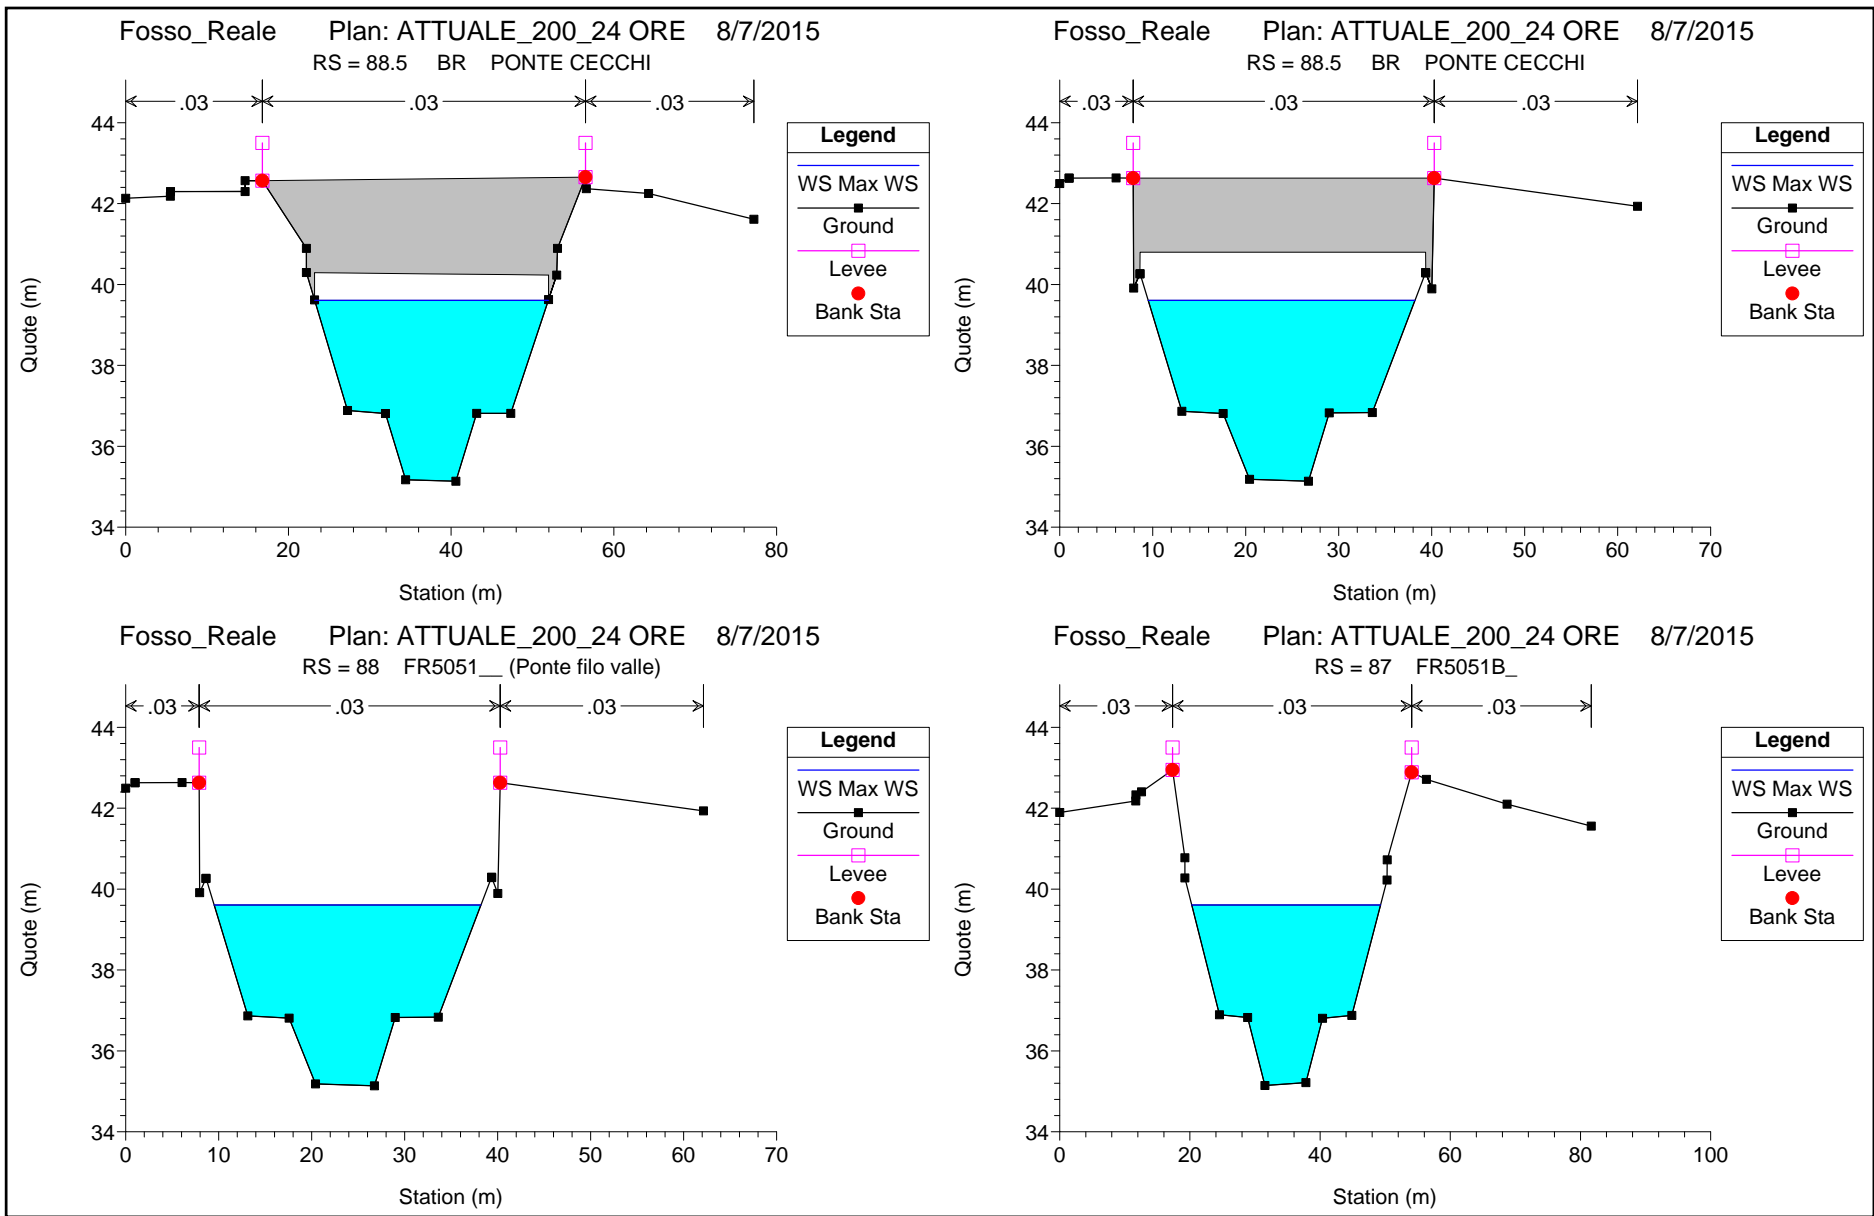 Fosso_Reale Plan: ATTUALE_200_24 ORE 8/7/2015
RS = 88.5 BR PONTE CECCHI
.03 .03 .03
44
42
40
38
36
34
Quote (m)
0 20 40 60 80
Station (m)
Legend
WS Max WS
Ground
Levee
Bank Sta
Fosso_Reale Plan: ATTUALE_200_24 ORE 8/7/2015
RS = 88.5 BR PONTE CECCHI
.03 .03 .03
44
42
40
38
36
34
Quote (m)
0 10 20 30 40 50 60 70
Station (m)
Legend
WS Max WS
Ground
Levee
Bank Sta
Fosso_Reale Plan: ATTUALE_200_24 ORE 8/7/2015
RS = 88 FR5051__ (Ponte filo valle)
.03 .03 .03
44
42
40
38
36
34
Quote (m)
0 10 20 30 40 50 60 70
Station (m)
Legend
WS Max WS
Ground
Levee
Bank Sta
Fosso_Reale Plan: ATTUALE_200_24 ORE 8/7/2015
RS = 87 FR5051B_
.03 .03 .03
44
42
40
38
36
34
Quote (m)
0 20 40 60 80 100
Station (m)
Legend
WS Max WS
Ground
Levee
Bank Sta